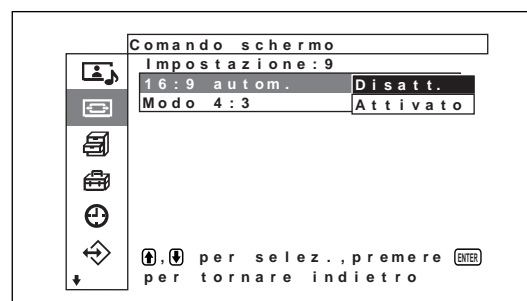 Comando schermo
Impostazione:9
16:9 autom. Disatt.
Modo 4:3 Attivato
, per selez.,premere ENTER
per tornare indietro